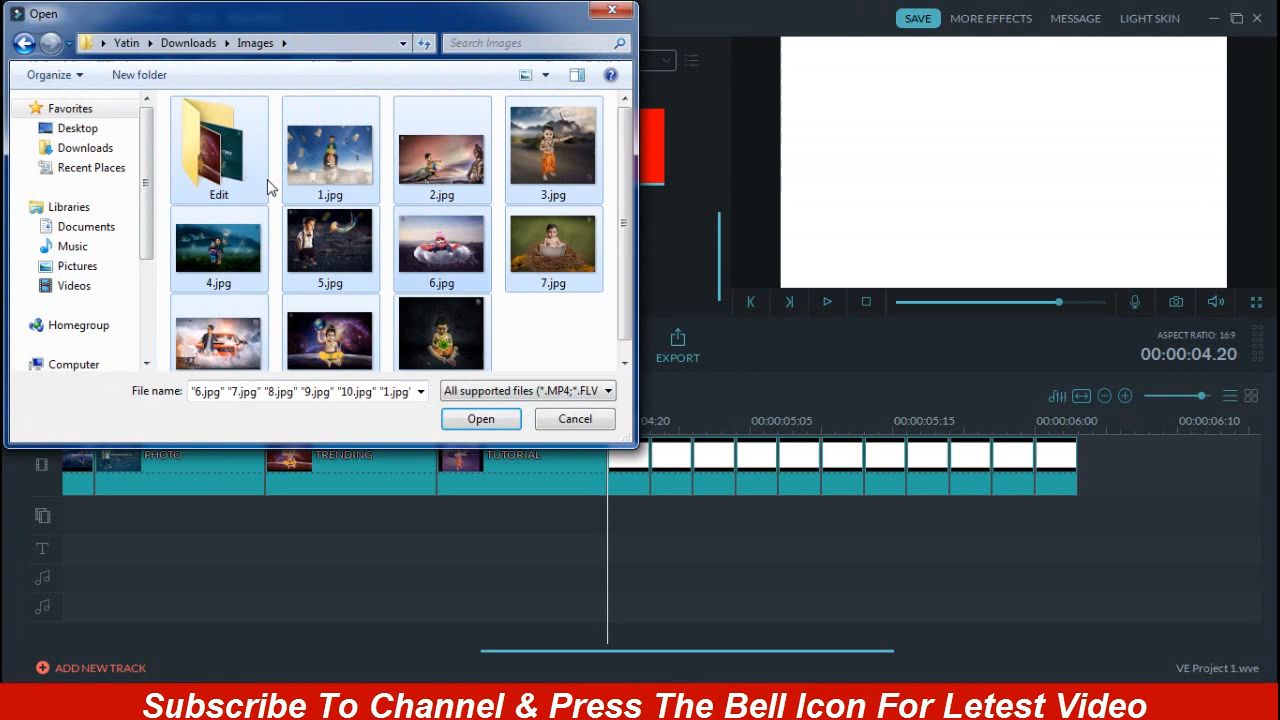 Open
SAVE MORE EFFECTS MESSAGE LIGHT SKIN
Yatin Downloads Images Search Images
Organize New folder
Favorites
Desktop
Downloads
Recent Places
Libraries
Documents
Music
Pictures
Videos
Homegroup
Computer
Edit 1.jpg 2.jpg 3.jpg
4.jpg 5.jpg 6.jpg 7.jpg
File name: "6.jpg" "7.jpg" "8.jpg" "9.jpg" "10.jpg" "1.jpg' All supported files (*.MP4;*.FLV
Open Cancel
EXPORT
ASPECT RATIO: 16:9
00:00:04.20
04:20 00:00:05:05 00:00:05:15 00:00:06:00 00:00:06:10
PHOTO TRENDING TUTORIAL
T
ADD NEW TRACK VE Project 1.wve
Subscribe To Channel & Press The Bell Icon For Letest Video